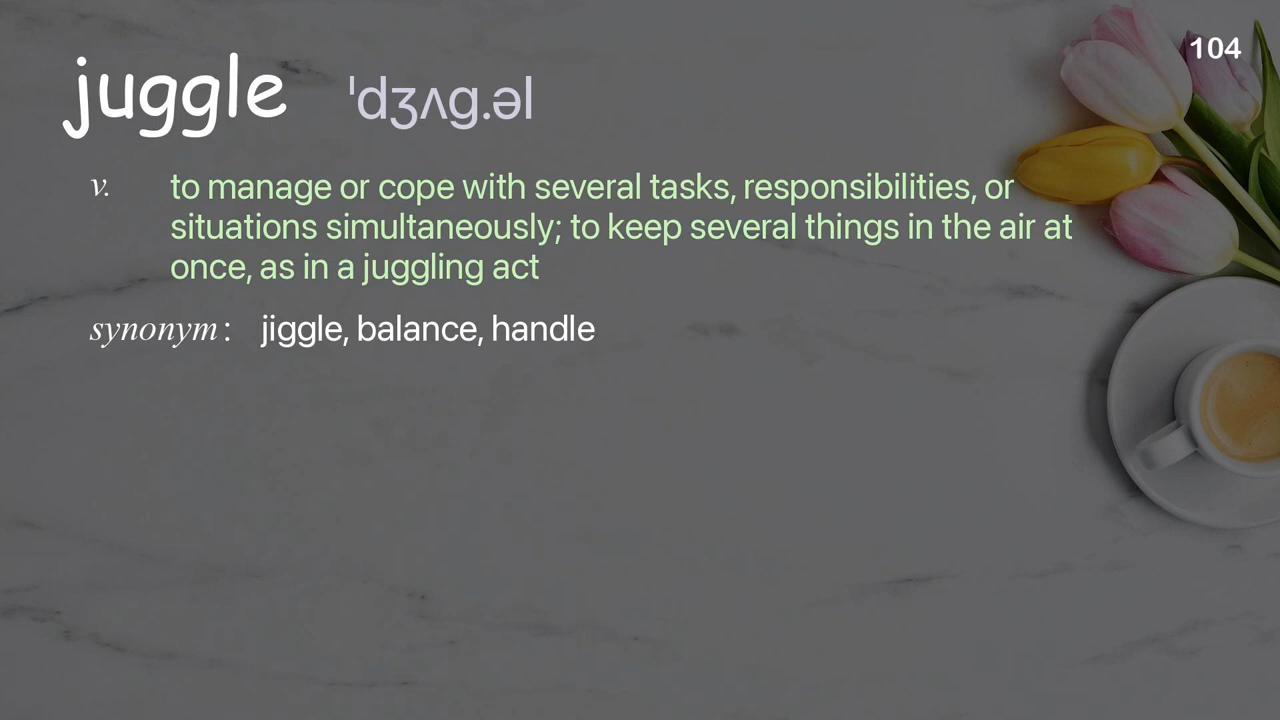 104
juggle ˈdʒʌg.əl
v. to manage or cope with several tasks, responsibilities, or
situations simultaneously; to keep several things in the air at
once, as in a juggling act
synonym: jiggle, balance, handle